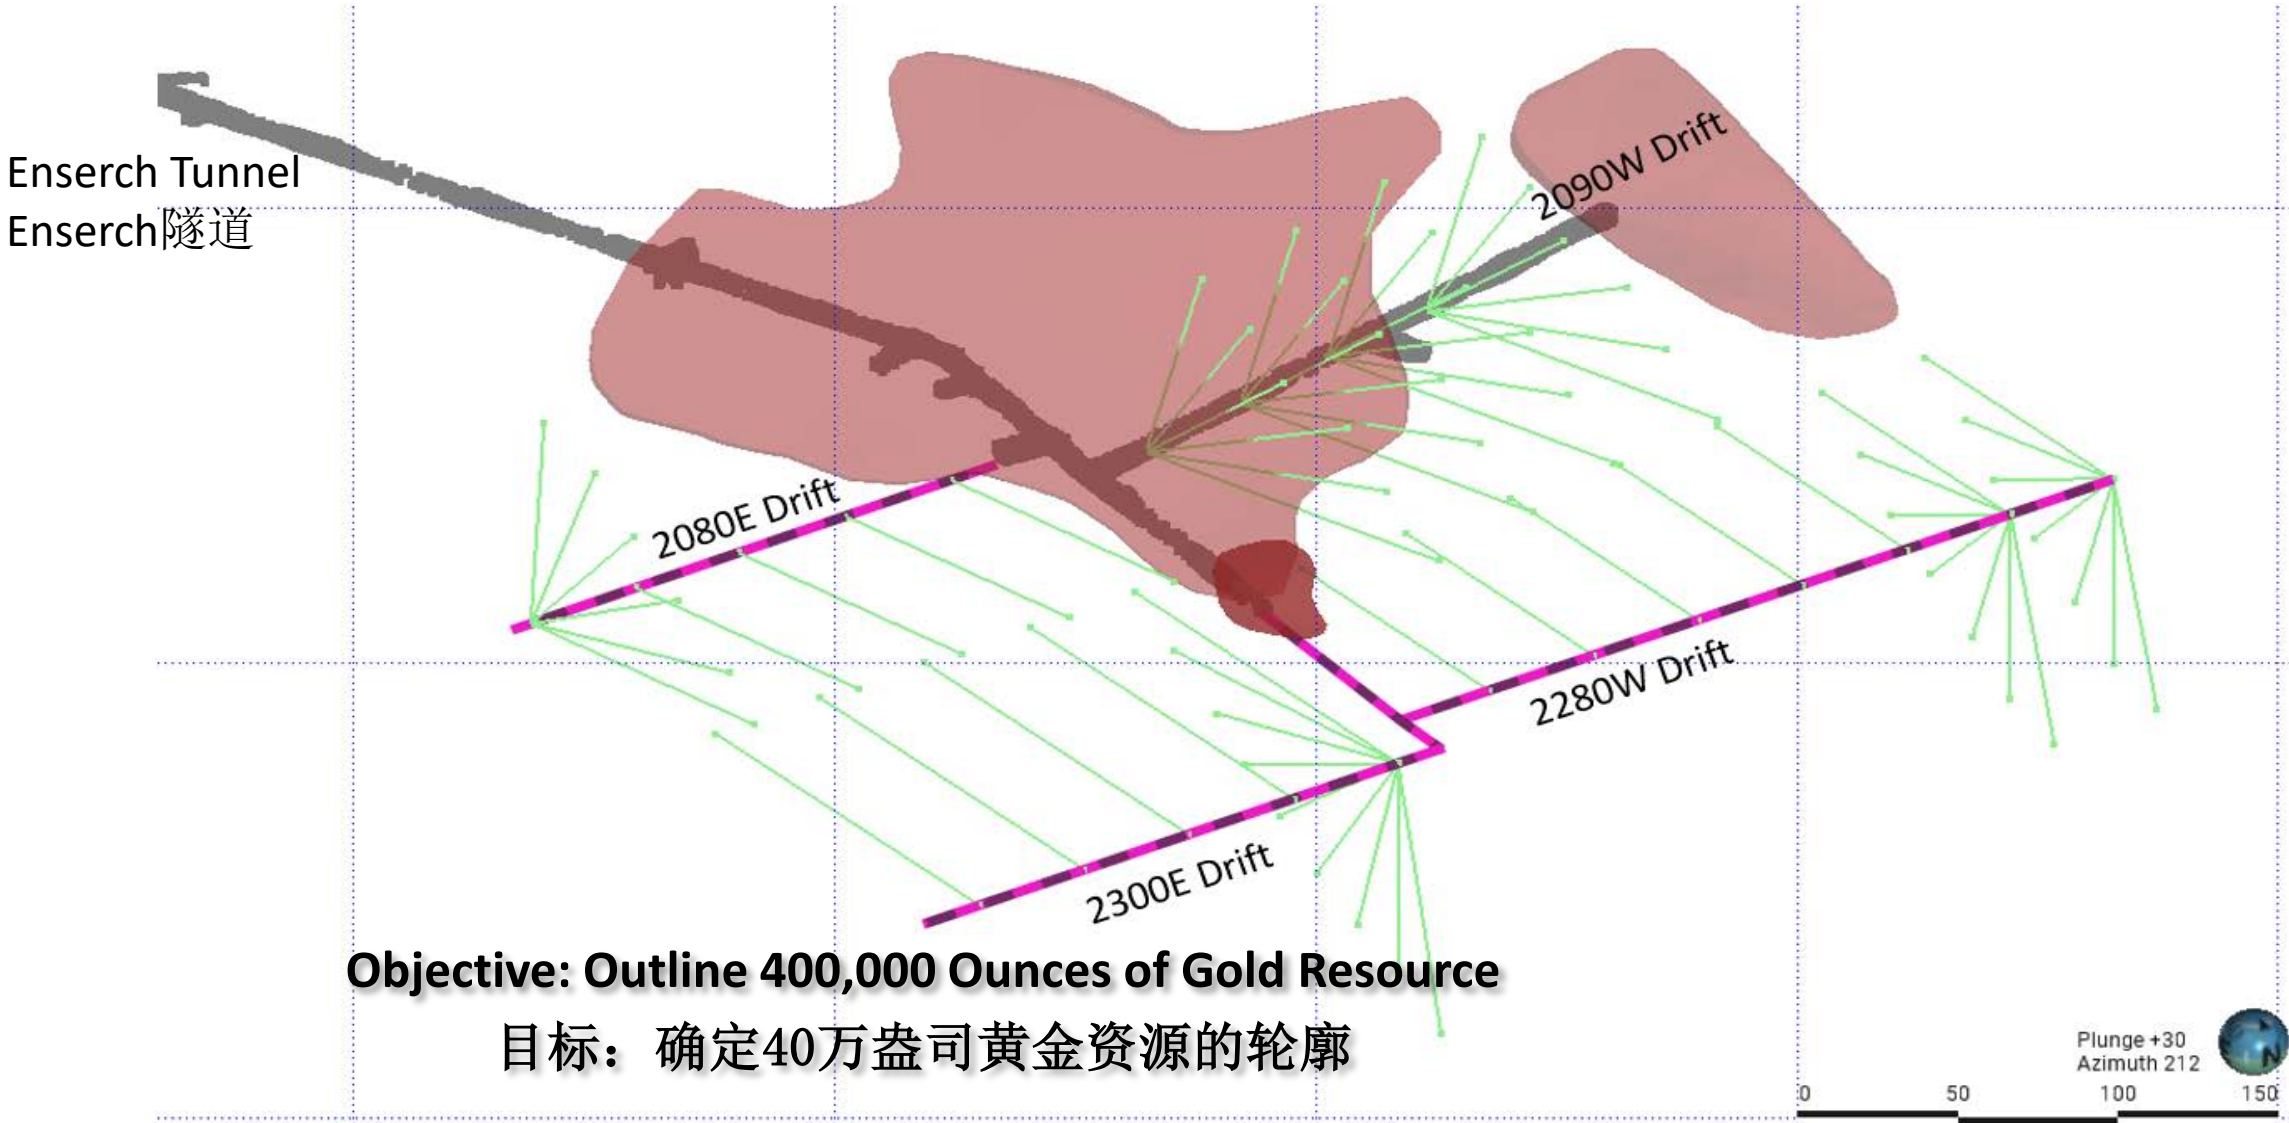 Enserch Tunnel
Enserch隧道
2090W Drift
2080E Drift
2280W Drift
2300E Drift
Objective: Outline 400,000 Ounces of Gold Resource
目标：确定40万盎司黄金资源的轮廓
Plunge +30
Azimuth 212
N
0 50 100 150